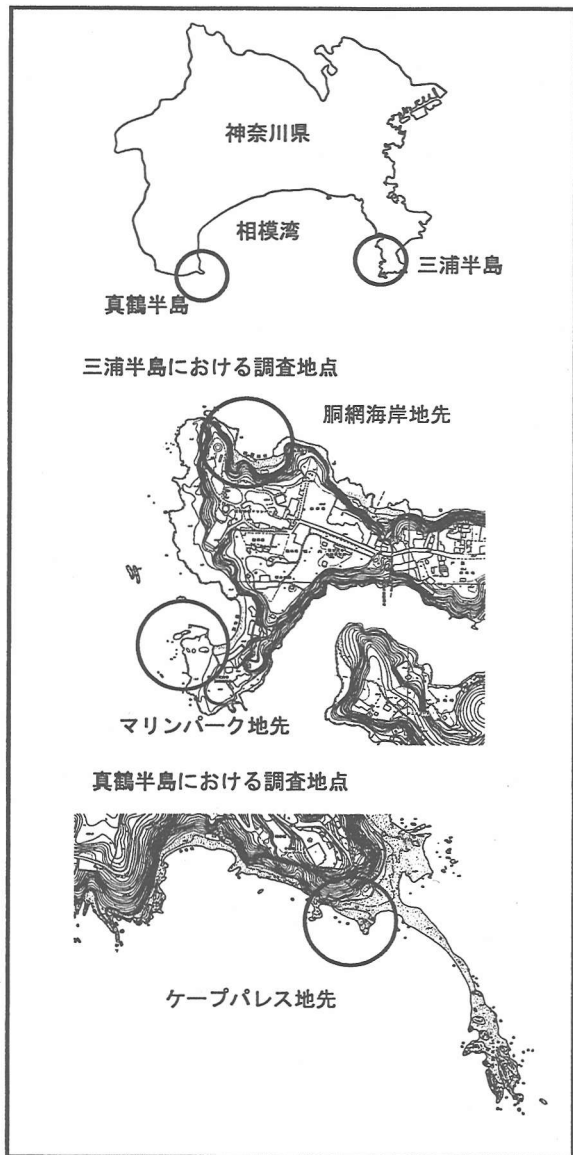 神奈川県
相模湾
三浦半島
真鶴半島
三浦半島における調査地点
胴網海岸地先
マリンパーク地先
真鶴半島における調査地点
ケープパレス地先